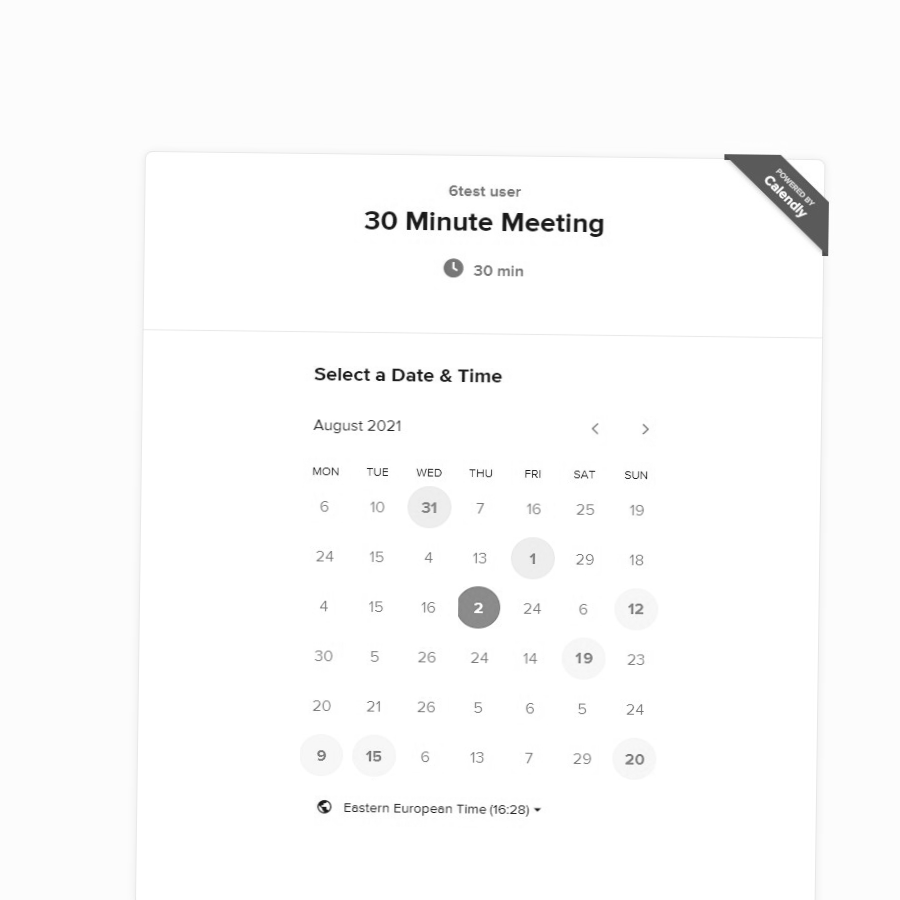 POWERED BY
Calendly
6test user
30 Minute Meeting
30 min
Select a Date & Time
August 2021
MON TUE WED THU FRI SAT SUN
6 10 31 7 16 25 19
24 15 4 13 1 29 18
4 15 16 2 24 6 12
30 5 26 24 14 19 23
20 21 26 5 6 5 24
9 15 6 13 7 29 20
Eastern European Time (16:28)